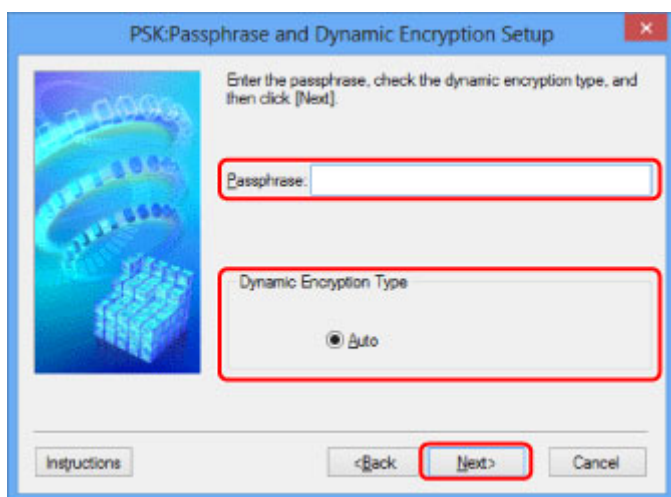 PSK:Passphrase and Dynamic Encryption Setup
Enter the passphrase, check the dynamic encryption type, and
then click [Next].
Passphrase:
Dynamic Encryption Type
Auto
Instructions <Back Next> Cancel